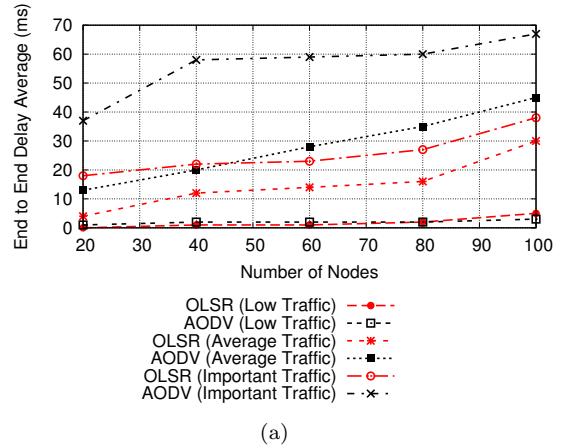 End to End Delay Average (ms)
70
60
50
40
30
20
10
0
20 30 40 50 60 70 80 90 100
Number of Nodes
OLSR (Low Traffic)
AODV (Low Traffic)
OLSR (Average Traffic)
AODV (Average Traffic)
OLSR (Important Traffic)
AODV (Important Traffic)
(a)